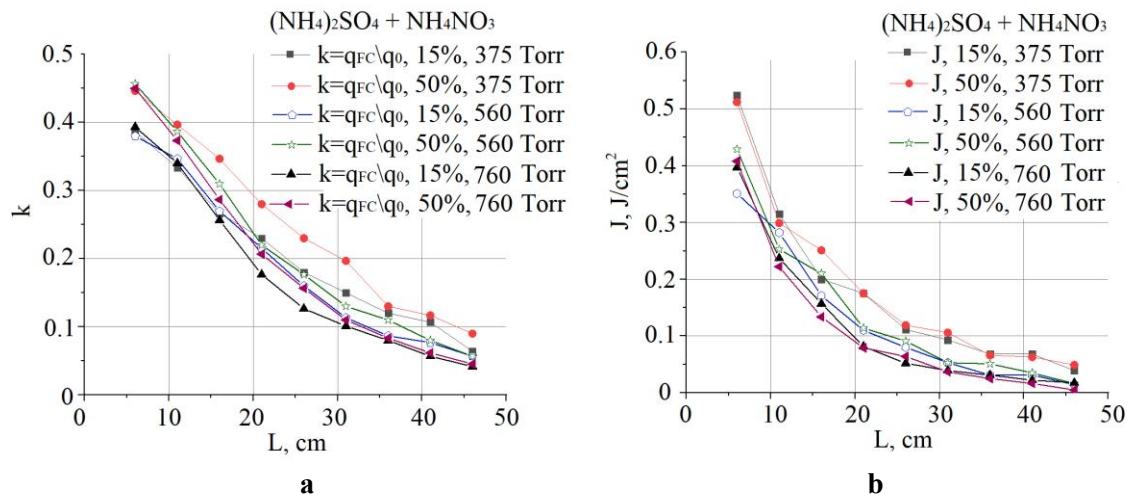 (NH₄)₂SO₄ + NH₄NO₃
k=qFC\q₀, 15%, 375 Torr
k=qFC\q₀, 50%, 375 Torr
k=qFC\q₀, 15%, 560 Torr
k=qFC\q₀, 50%, 560 Torr
k=qFC\q₀, 15%, 760 Torr
k=qFC\q₀, 50%, 760 Torr
0.5
0.4
0.3
0.2
0.1
0
k
0 10 20 30 40 50
L, cm
a
(NH₄)₂SO₄ + NH₄NO₃
J, 15%, 375 Torr
J, 50%, 375 Torr
J, 15%, 560 Torr
J, 50%, 560 Torr
J, 15%, 760 Torr
J, 50%, 760 Torr
0.6
0.5
0.4
0.3
0.2
0.1
0
J, J/cm²
0 10 20 30 40 50
L, cm
b